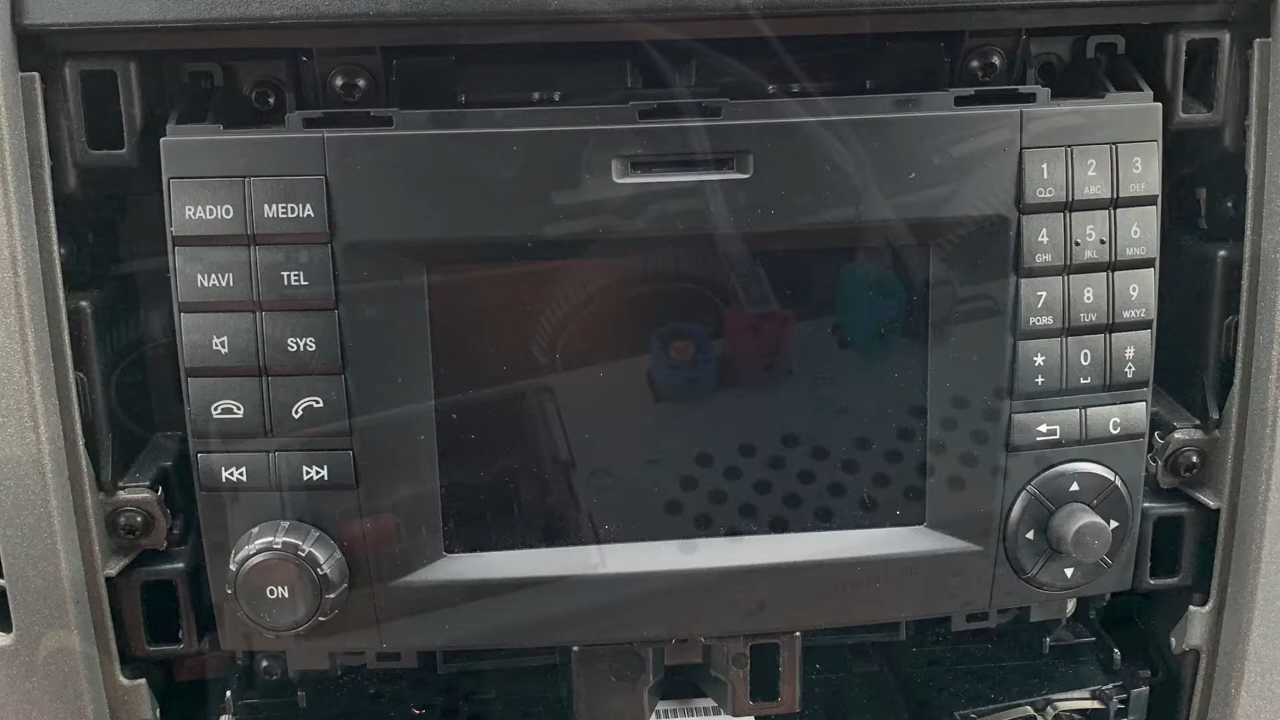 RADIO MEDIA
NAVI TEL
SYS
ON
1 2 ABC 3 DEF
4 GHI 5 JKL 6 MNO
7 PQRS 8 TUV 9 WXYZ
* + 0 #
C